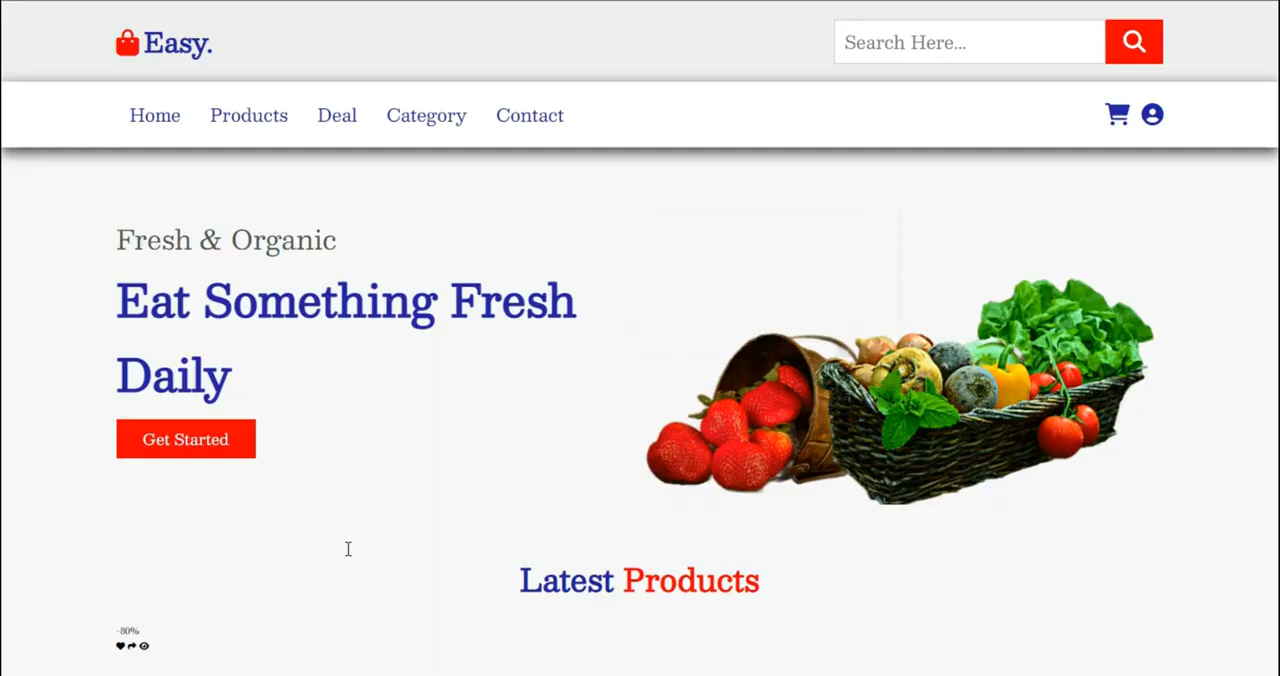 Easy.
Search Here...
Home Products Deal Category Contact
Fresh & Organic
Eat Something Fresh
Daily
Get Started
Latest Products
-80%